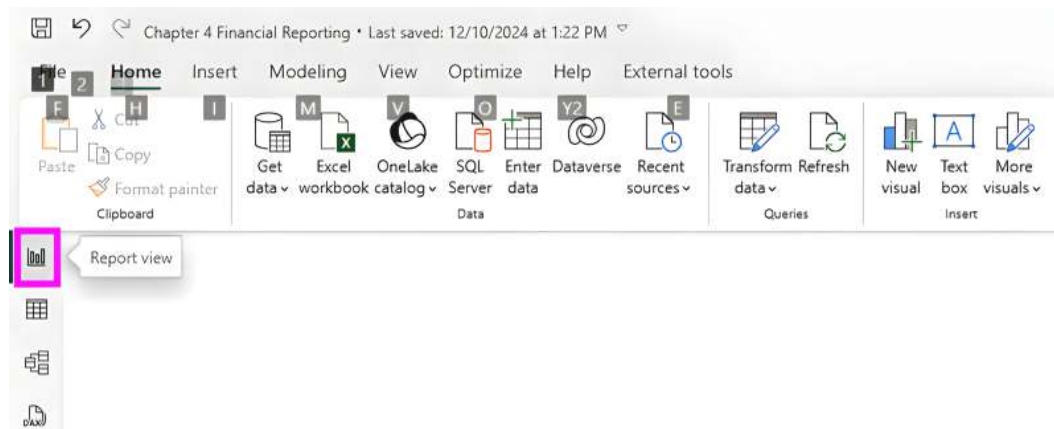 Chapter 4 Financial Reporting • Last saved: 12/10/2024 at 1:22 PM
File Home Insert Modeling View Optimize Help External tools
1 2
F H I M V O Y2 E
Cut
Copy
Format painter
Paste
Get data
Excel workbook
OneLake catalog
SQL Server
Enter data
Dataverse
Recent sources
Transform data
Refresh
New visual
Text box
More visuals
Clipboard Data Queries Insert
Report view
DAX